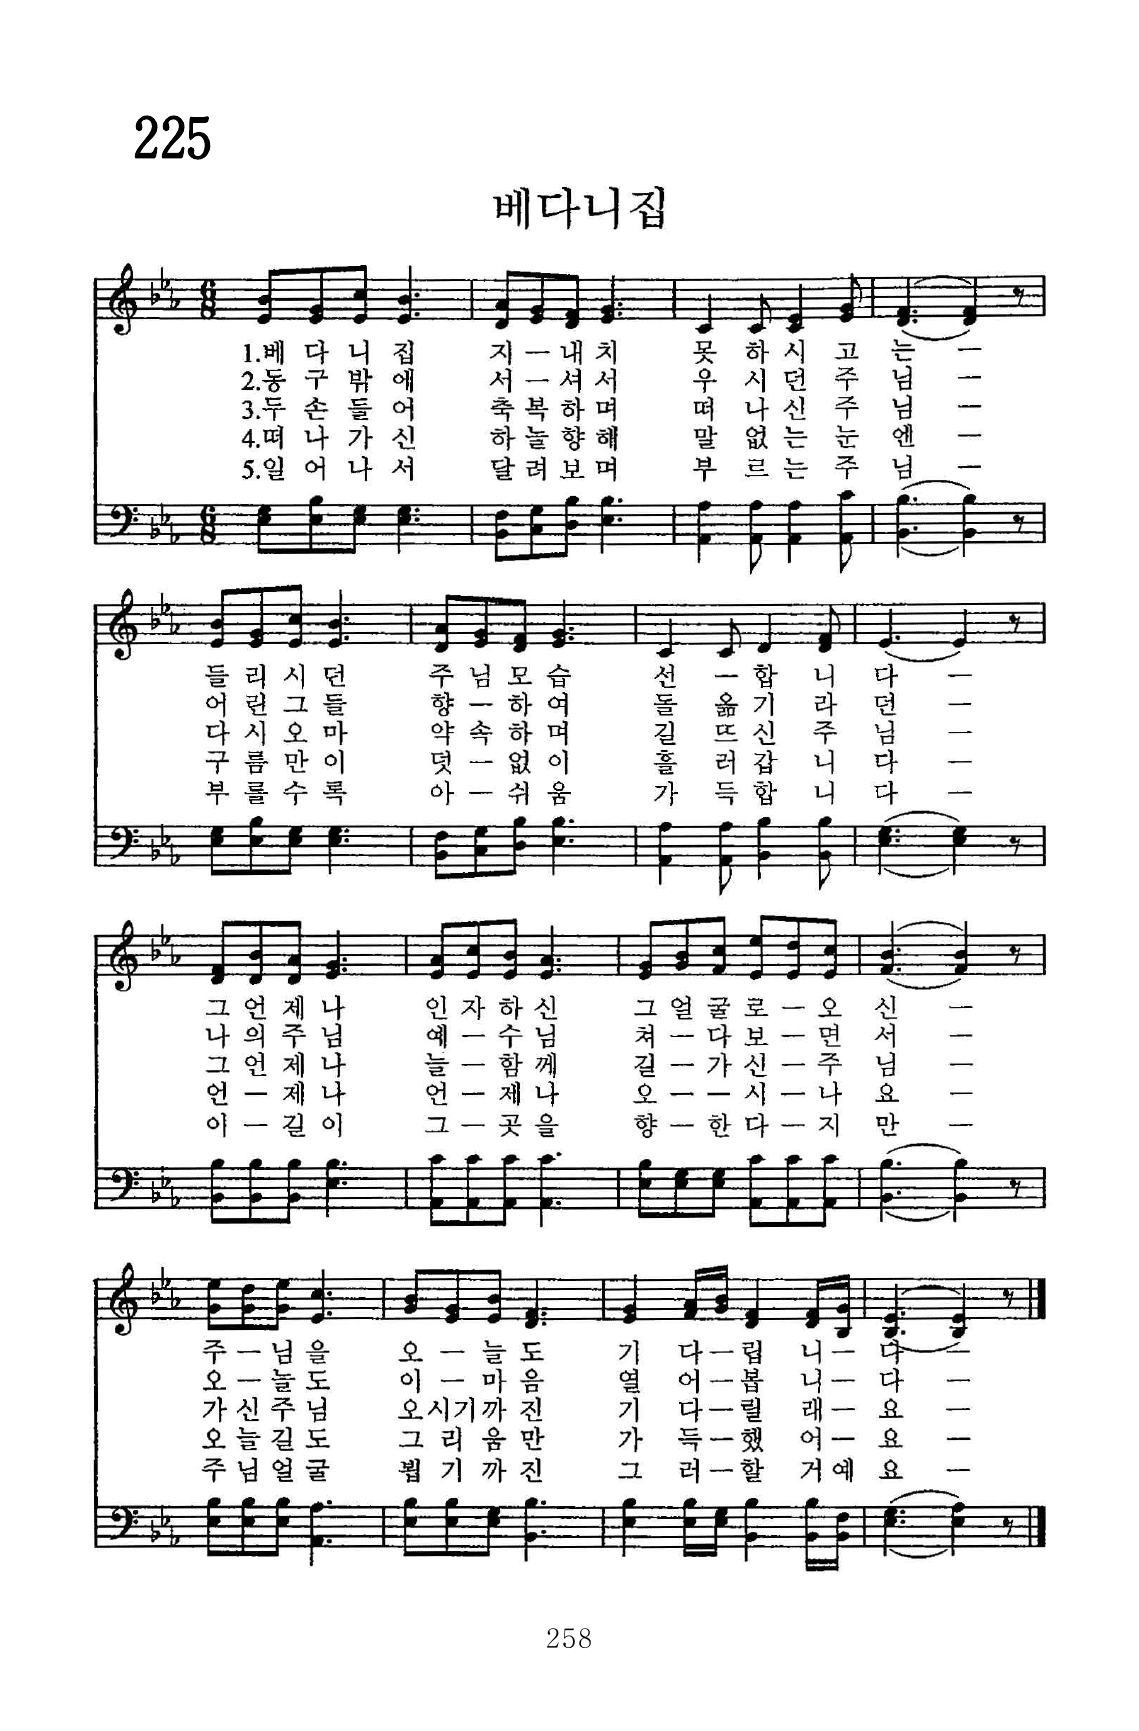 225
베다니집
6
8
1.베 다 니 집 지 ― 내 치 못 하 시 고 는 ―
2.동 구 밖 에 서 ― 셔 서 우 시 던 주 님 ―
3.두 손 들 어 축 복 하 며 떠 나 신 주 님 ―
4.떠 나 가 신 하 늘 향 해 말 없 는 눈 엔 ―
5.일 어 나 서 달 려 보 며 부 르 는 주 님 ―
6
8
들 리 시 던 주 님 모 습 선 ― 합 니 다 ―
어 린 그 들 향 ― 하 여 돌 옮 기 라 던 ―
다 시 오 마 약 속 하 며 길 뜨 신 주 님 ―
구 름 만 이 덧 ― 없 이 흘 러 갑 니 다 ―
부 를 수 록 아 ― 쉬 움 가 득 합 니 다 ―
그 언 제 나 인 자 하 신 그 얼 굴 로 ― 오 신 ―
나 의 주 님 예 ― 수 님 쳐 ― 다 보 ― 면 서 ―
그 언 제 나 늘 ― 함 께 길 ― 가 신 ― 주 님 ―
언 ― 제 나 언 ― 제 나 오 ― ― 시 ― 나 요 ―
이 ― 길 이 그 ― 곳 을 향 ― 한 다 ― 지 만 ―
주 ― 님 을 오 ― 늘 도 기 다 ― 립 니 ― 다 ―
오 ― 늘 도 이 ― 마 음 열 어 ― 봅 니 ― 다 ―
가 신 주 님 오 시 기 까 진 기 다 ― 릴 래 ― 요 ―
오 늘 길 도 그 리 움 만 가 득 ― 했 어 ― 요 ―
주 님 얼 굴 뵙 기 까 진 그 러 ― 할 거 예 요 ―
258